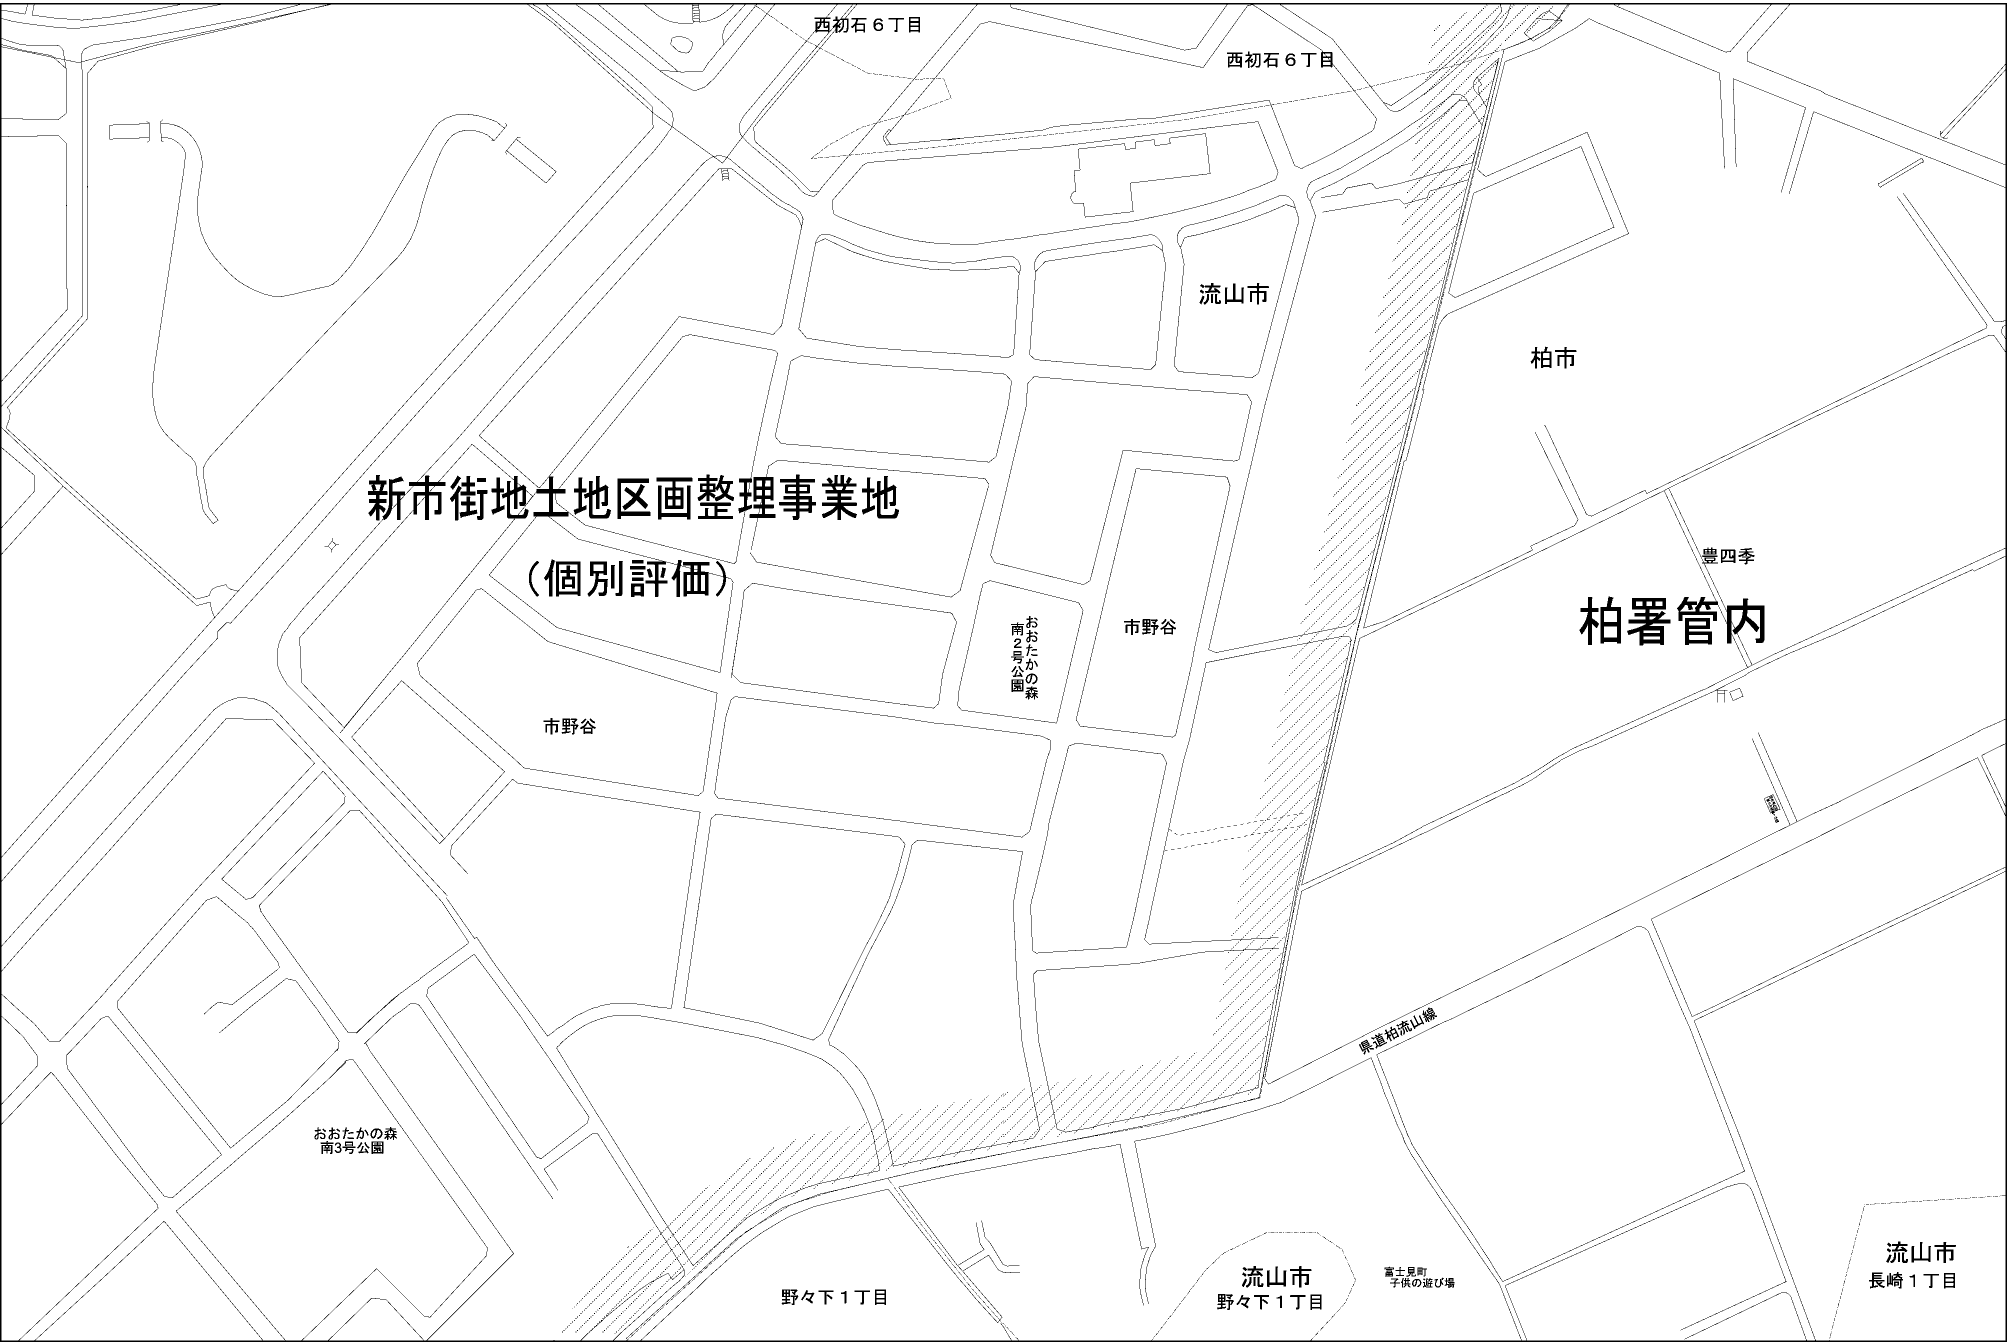 西初石６丁目
西初石６丁目
流山市
柏市
新市街地土地区画整理事業地
（個別評価）
豊四季
柏署管内
おおたかの森
南２号公園
市野谷
市野谷
県道柏流山線
おおたかの森
南3号公園
流山市
野々下１丁目
富士見町
子供の遊び場
流山市
長崎１丁目
野々下１丁目